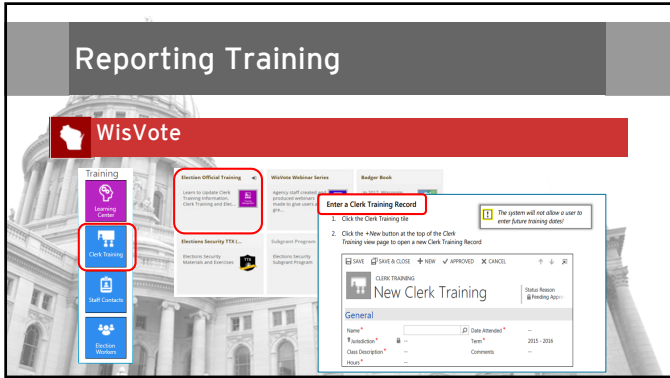 Reporting Training
WisVote
Training
Learning
Center
Clerk Training
Staff Contacts
Election
Workers
Election Official Training
Learn to Update Clerk
Training Information.
Clerk Training and Elec...
WisVote Webinar Series
Agency staff created and
produced webinars
made to give users a
gre...
Badger Book
In 2017, Wisconsin
Elections Security TTX (...
Elections Security
Materials and Exercises
TTX
Subgrant Program
Elections Security
Subgrant Program
Enter a Clerk Training Record
1. Click the Clerk Training tile
2. Click the +New button at the top of the Clerk
Training view page to open a new Clerk Training Record
! The system will not allow a user to
enter future training dates!
SAVE SAVE & CLOSE + NEW ✓ APPROVED X CANCEL ↑ ↓
CLERK TRAINING
New Clerk Training
Status Reason
Pending Appro
General
Name * Date Attended * --
Jurisdiction * -- Term * 2015 - 2016
Class Description * -- Comments --
Hours * --